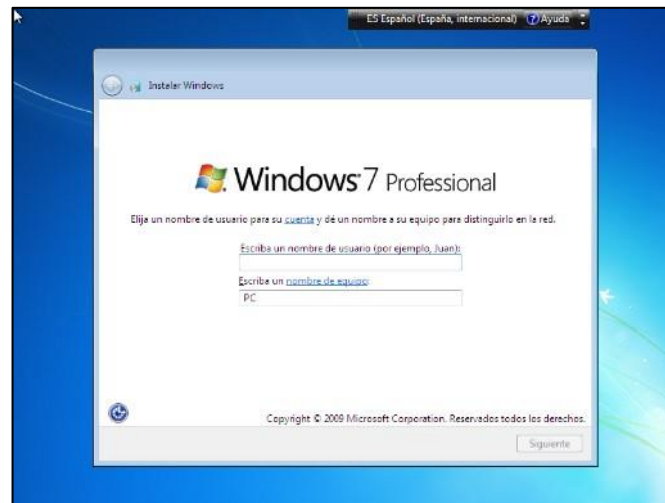 ES Español (España, internacional) Ayuda
Instalar Windows
Windows 7 Professional
Elija un nombre de usuario para su cuenta y dé un nombre a su equipo para distinguirlo en la red.
Escriba un nombre de usuario (por ejemplo, Juan):
Escriba un nombre de equipo:
PC
Copyright © 2009 Microsoft Corporation. Reservados todos los derechos.
Siguiente